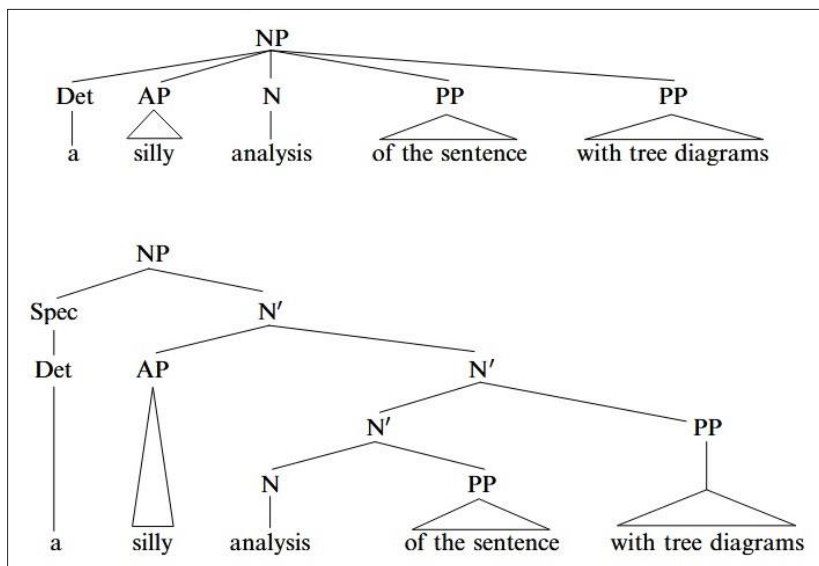 NP
Det AP N PP PP
a silly analysis of the sentence with tree diagrams
NP
Spec N′
Det AP N′
N′ PP
N PP
a silly analysis of the sentence with tree diagrams